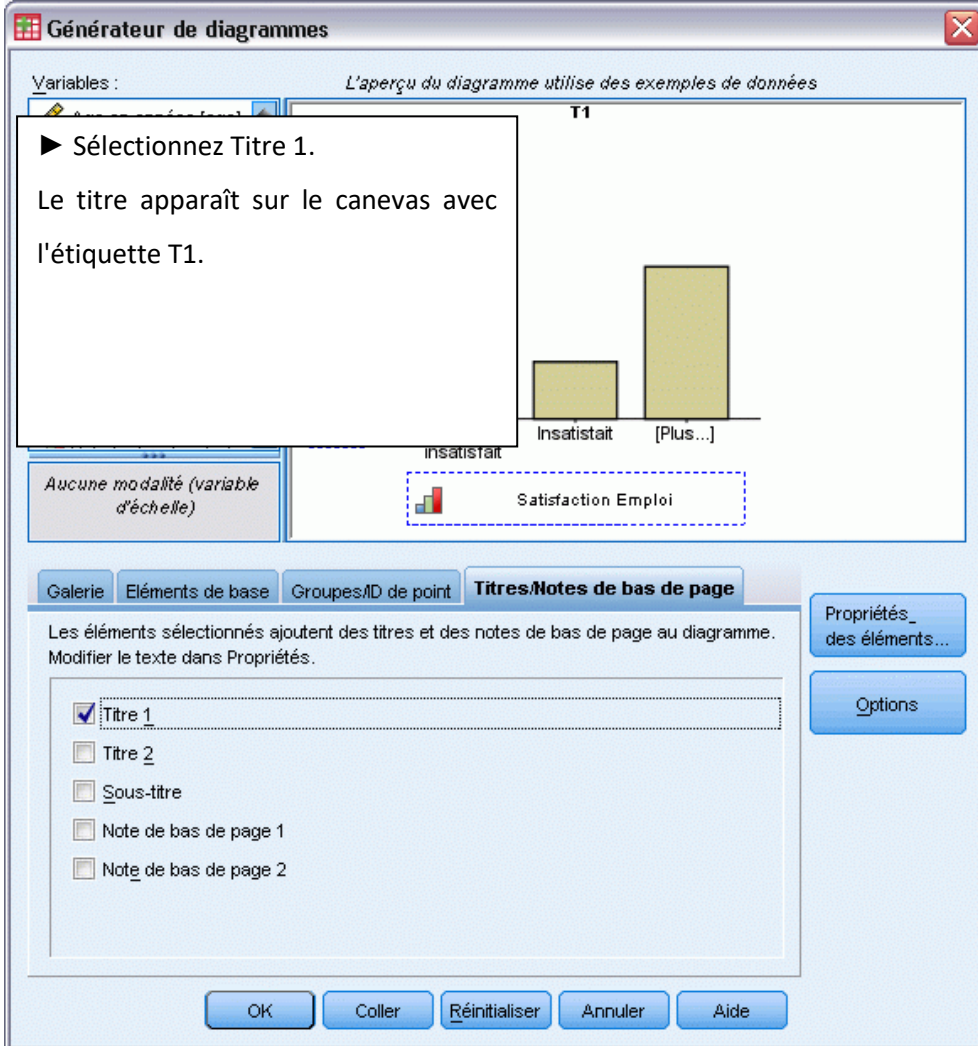 Générateur de diagrammes
Variables :
L'aperçu du diagramme utilise des exemples de données
T1
► Sélectionnez Titre 1.
Le titre apparaît sur le canevas avec
l'étiquette T1.
Insatistait
[Plus...]
insatisfait
Aucune modalité (variable
d'échelle)
Satisfaction Emploi
Galerie
Eléments de base
Groupes/ID de point
Titres/Notes de bas de page
Les éléments sélectionnés ajoutent des titres et des notes de bas de page au diagramme.
Modifier le texte dans Propriétés.
Propriétés_
des éléments...
Options
Titre 1
Titre 2
Sous-titre
Note de bas de page 1
Note de bas de page 2
OK
Coller
Réinitialiser
Annuler
Aide